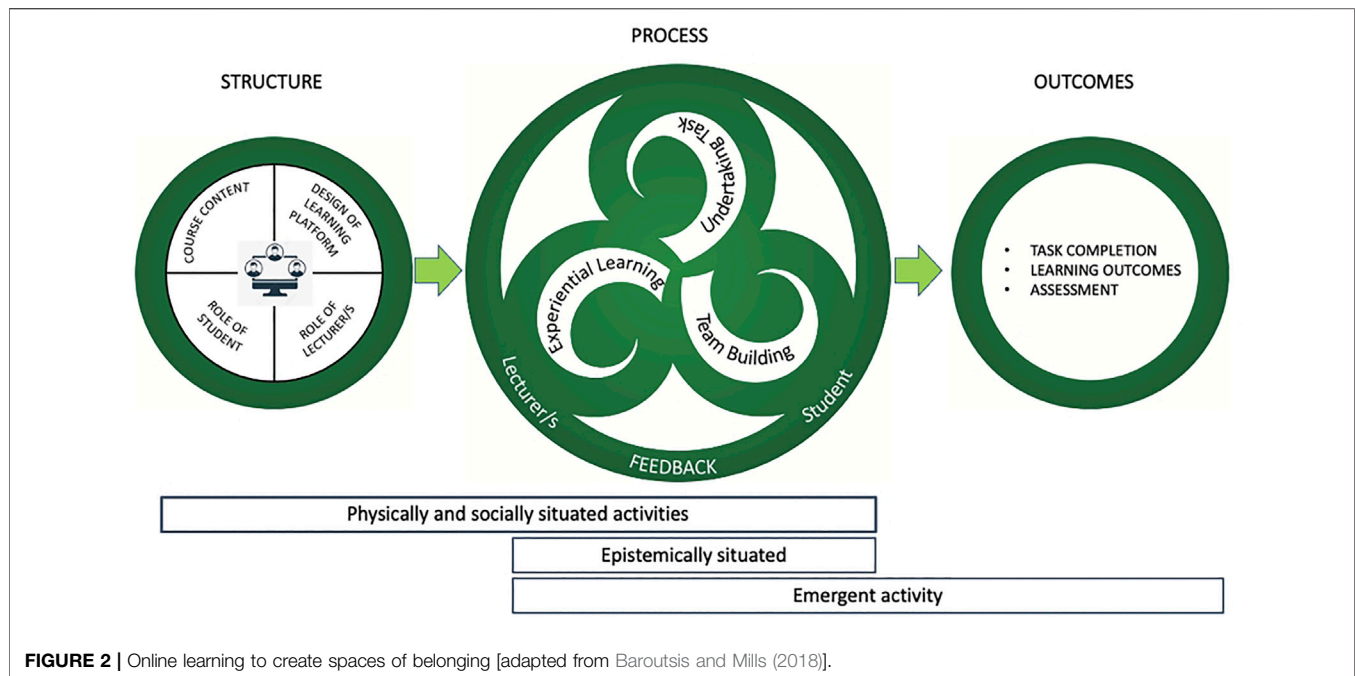 PROCESS
STRUCTURE
OUTCOMES
COURSE CONTENT
DESIGN OF
LEARNING
PLATFORM
ROLE OF
STUDENT
ROLE OF
LECTURER/S
Undertaking Task
Experiential Learning
Team Building
Lecturer/s
FEEDBACK
Student
• TASK COMPLETION
• LEARNING OUTCOMES
• ASSESSMENT
Physically and socially situated activities
Epistemically situated
Emergent activity
FIGURE 2 | Online learning to create spaces of belonging [adapted from Baroutsis and Mills (2018)].